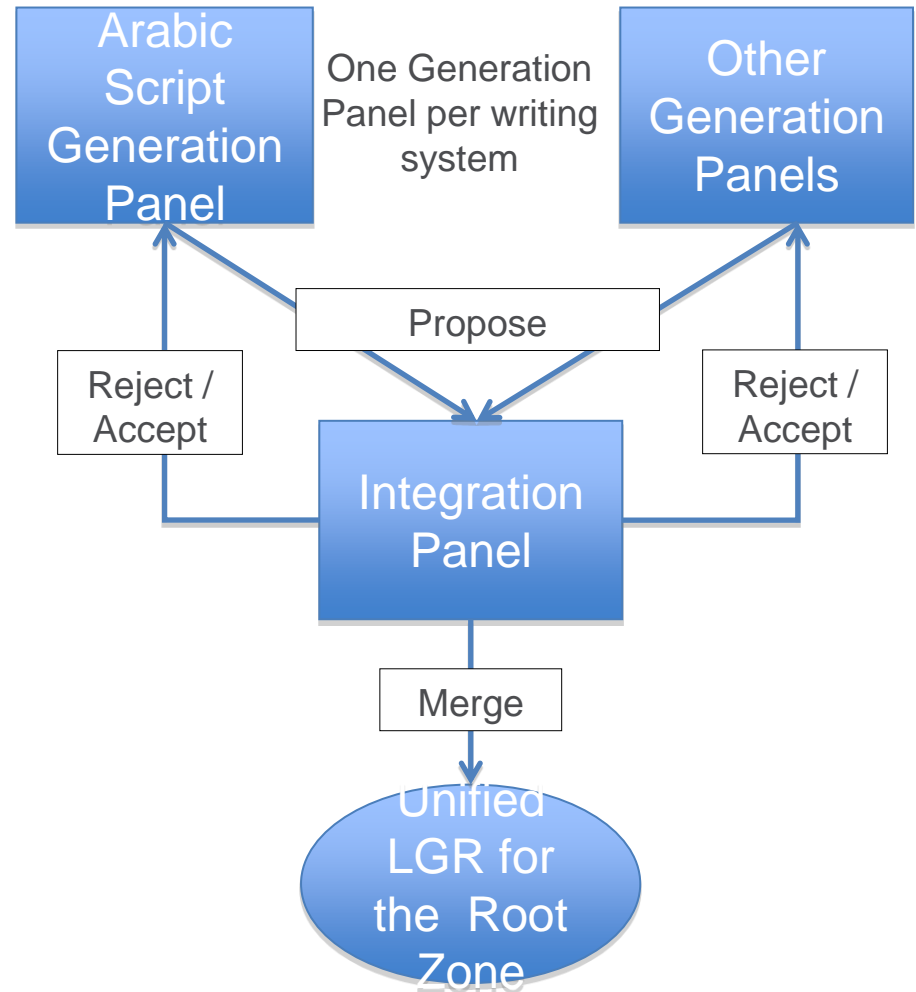 Arabic
Script
Generation
Panel
One Generation
Panel per writing
system
Other
Generation
Panels
Propose
Reject /
Accept
Reject /
Accept
Integration
Panel
Merge
Unified
LGR for
the Root
Zone